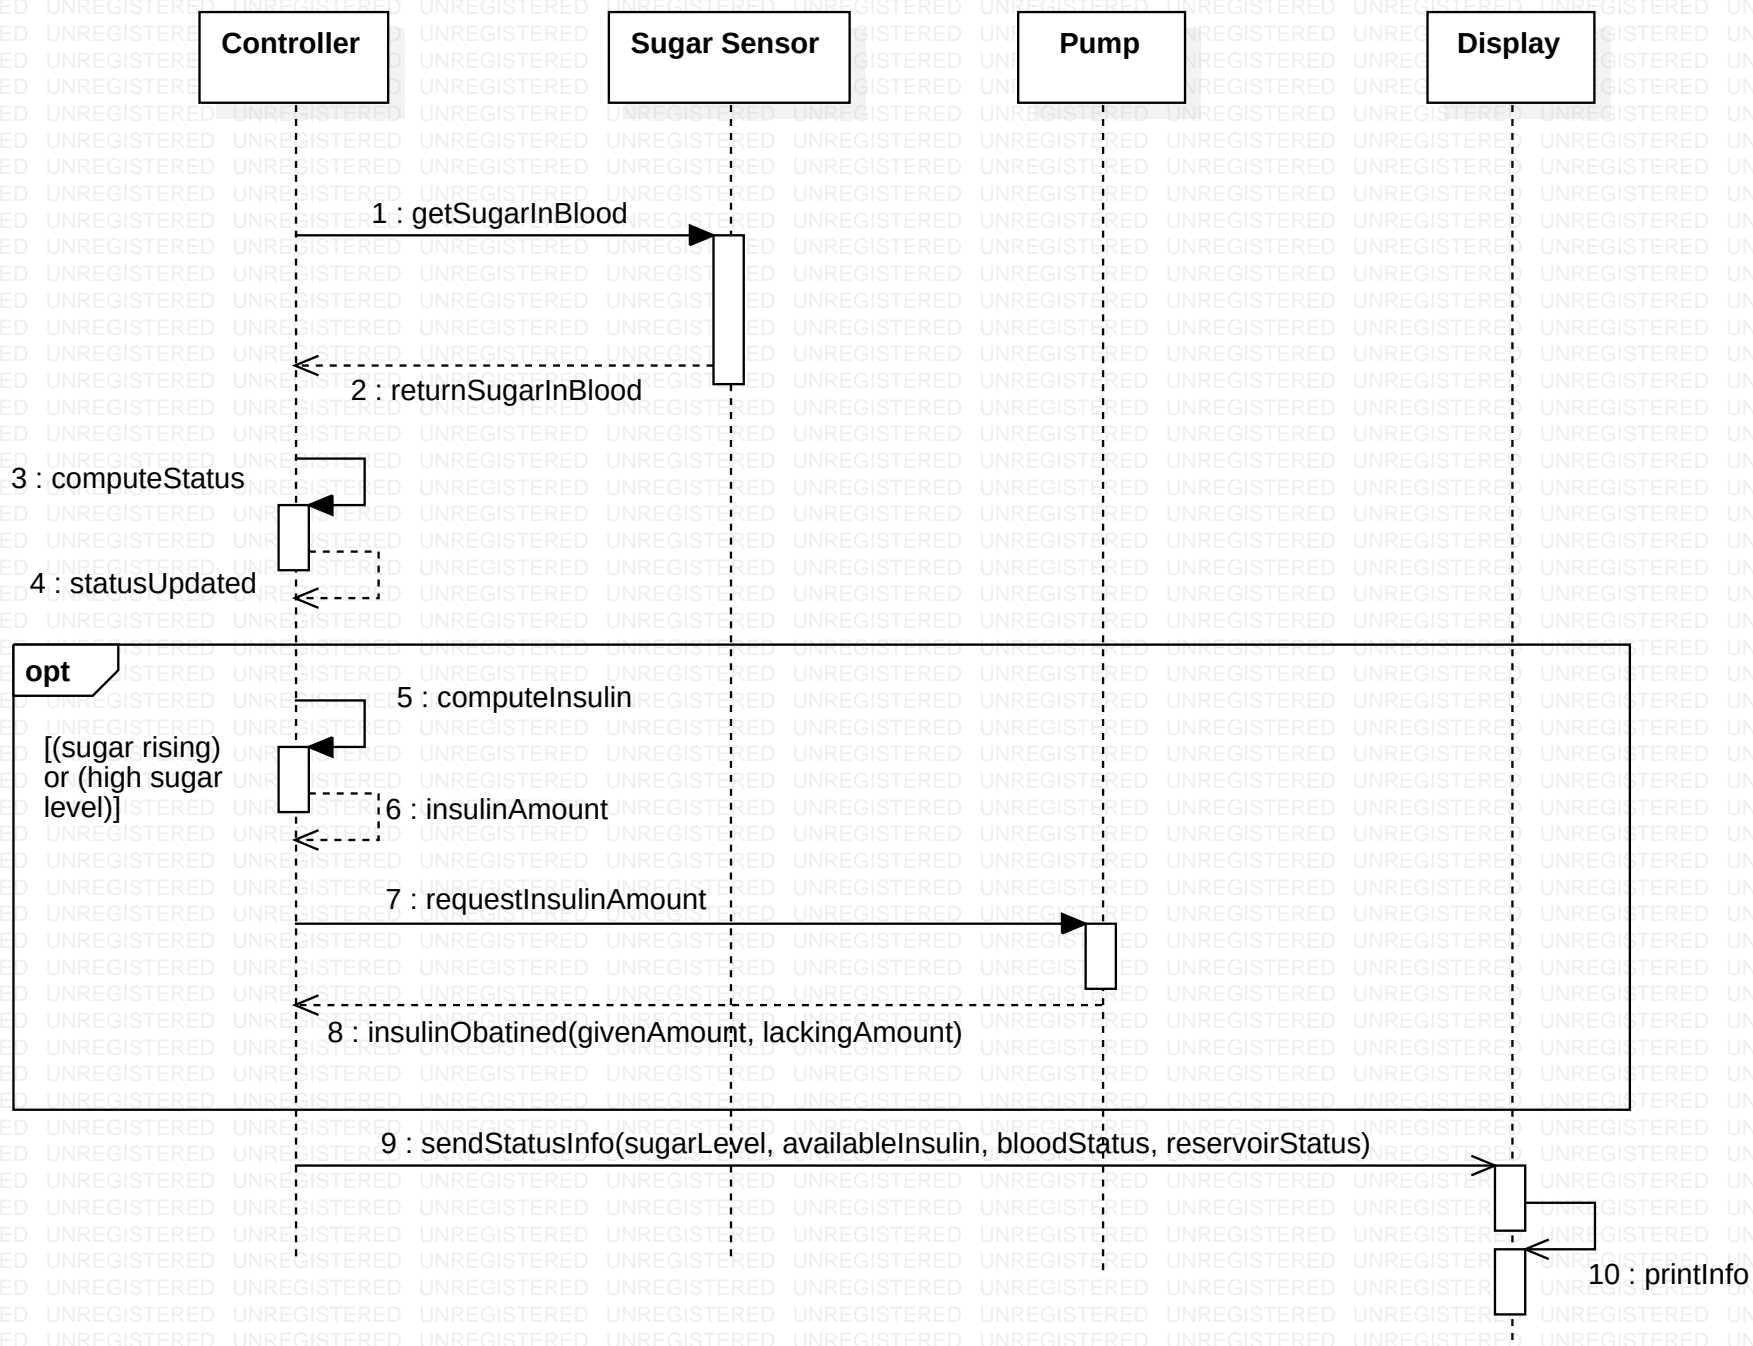 Controller
Sugar Sensor
Pump
Display
1 : getSugarInBlood
2 : returnSugarInBlood
3 : computeStatus
4 : statusUpdated
opt
5 : computeInsulin
[(sugar rising)
or (high sugar
level)]
6 : insulinAmount
7 : requestInsulinAmount
8 : insulinObatined(givenAmount, lackingAmount)
9 : sendStatusInfo(sugarLevel, availableInsulin, bloodStatus, reservoirStatus)
10 : printInfo
UNREGISTERED